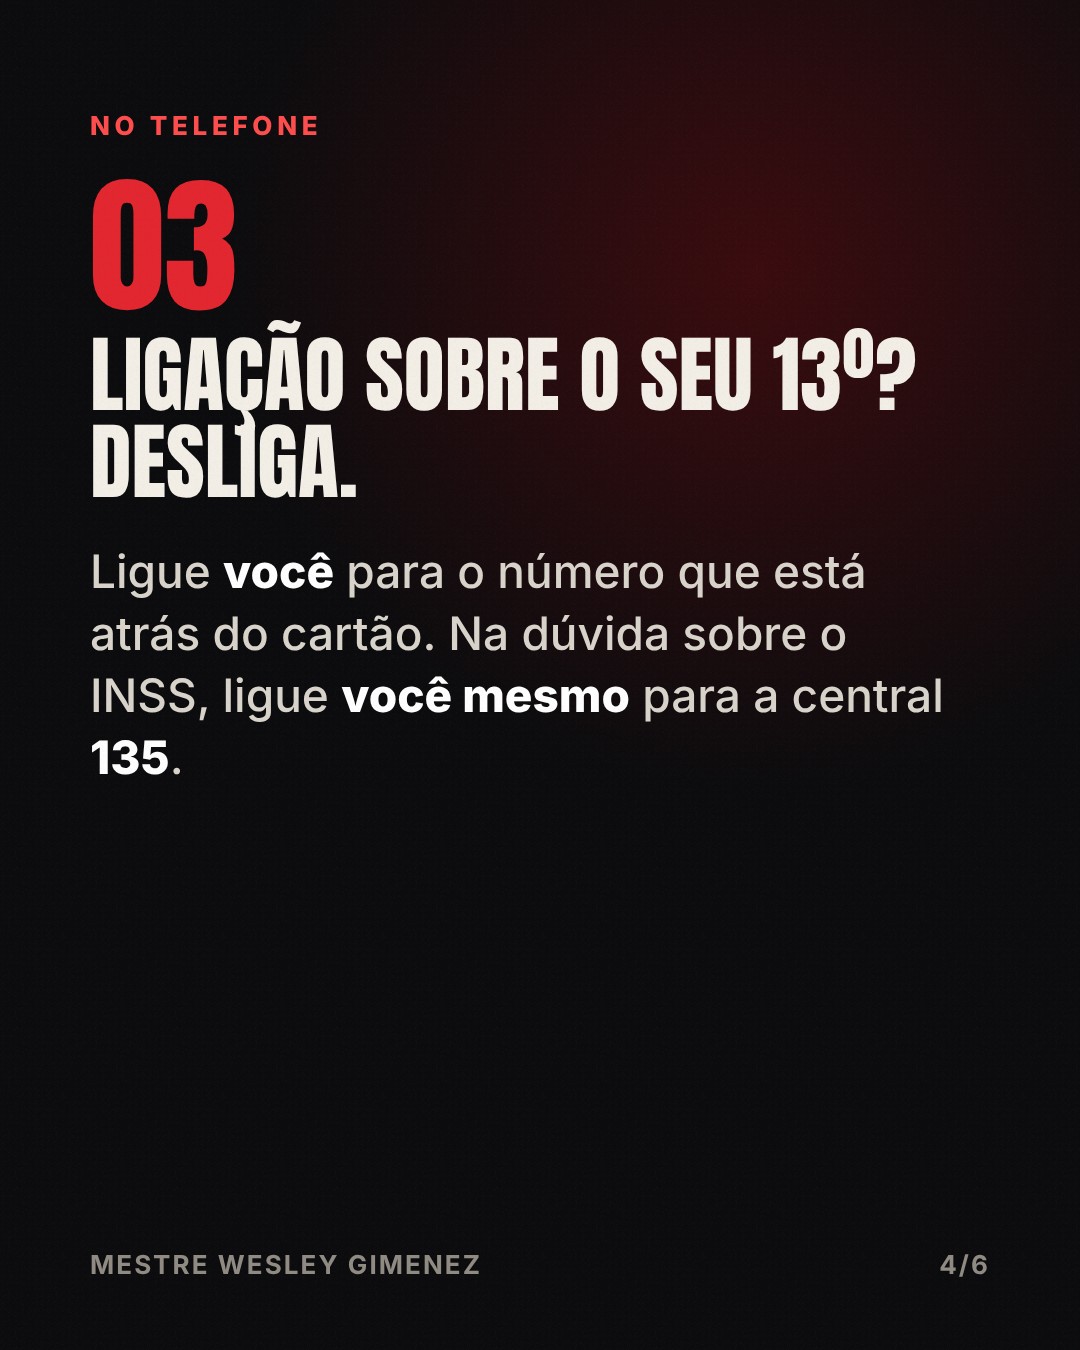 NO TELEFONE
03
LIGAÇÃO SOBRE O SEU 13º?
DESLIGA.
Ligue você para o número que está
atrás do cartão. Na dúvida sobre o
INSS, ligue você mesmo para a central
135.
MESTRE WESLEY GIMENEZ
4/6